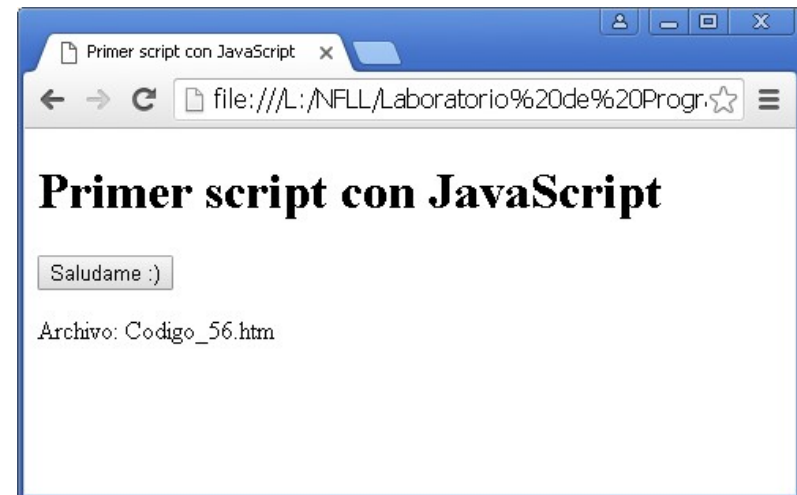 Primer script con JavaScript
file:///L:/NFLL/Laboratorio%20de%20Progr
Primer script con JavaScript
Saludame :)
Archivo: Codigo_56.htm